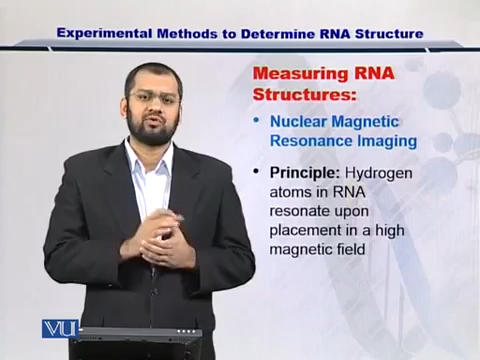 Experimental Methods to Determine RNA Structure
Measuring RNA
Structures:
• Nuclear Magnetic
Resonance Imaging
• Principle: Hydrogen
atoms in RNA
resonate upon
placement in a high
magnetic field
VU